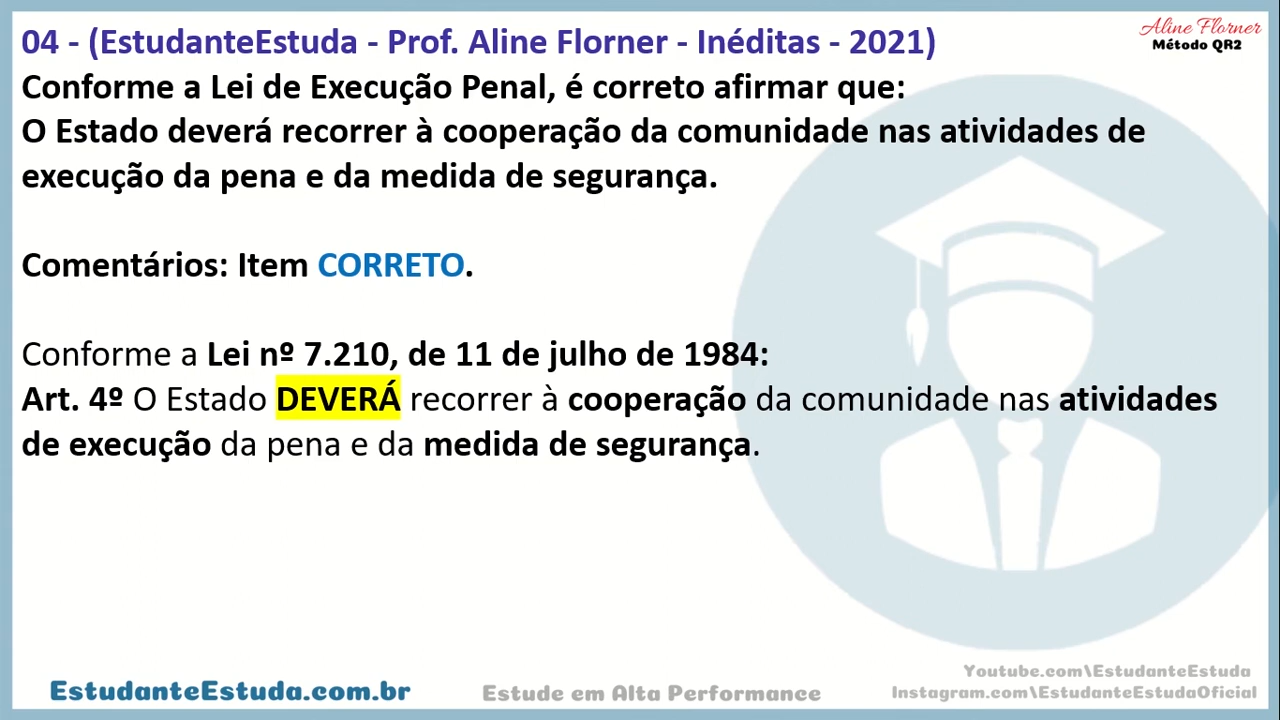 04 - (EstudanteEstuda - Prof. Aline Florner - Inéditas - 2021)
Aline Florner
Método QR2
Conforme a Lei de Execução Penal, é correto afirmar que:
O Estado deverá recorrer à cooperação da comunidade nas atividades de
execução da pena e da medida de segurança.
Comentários: Item CORRETO.
Conforme a Lei nº 7.210, de 11 de julho de 1984:
Art. 4º O Estado DEVERÁ recorrer à cooperação da comunidade nas atividades
de execução da pena e da medida de segurança.
EstudanteEstuda.com.br
Estude em Alta Performance
Youtube.com\EstudanteEstuda
Instagram.com\EstudanteEstudaOficial